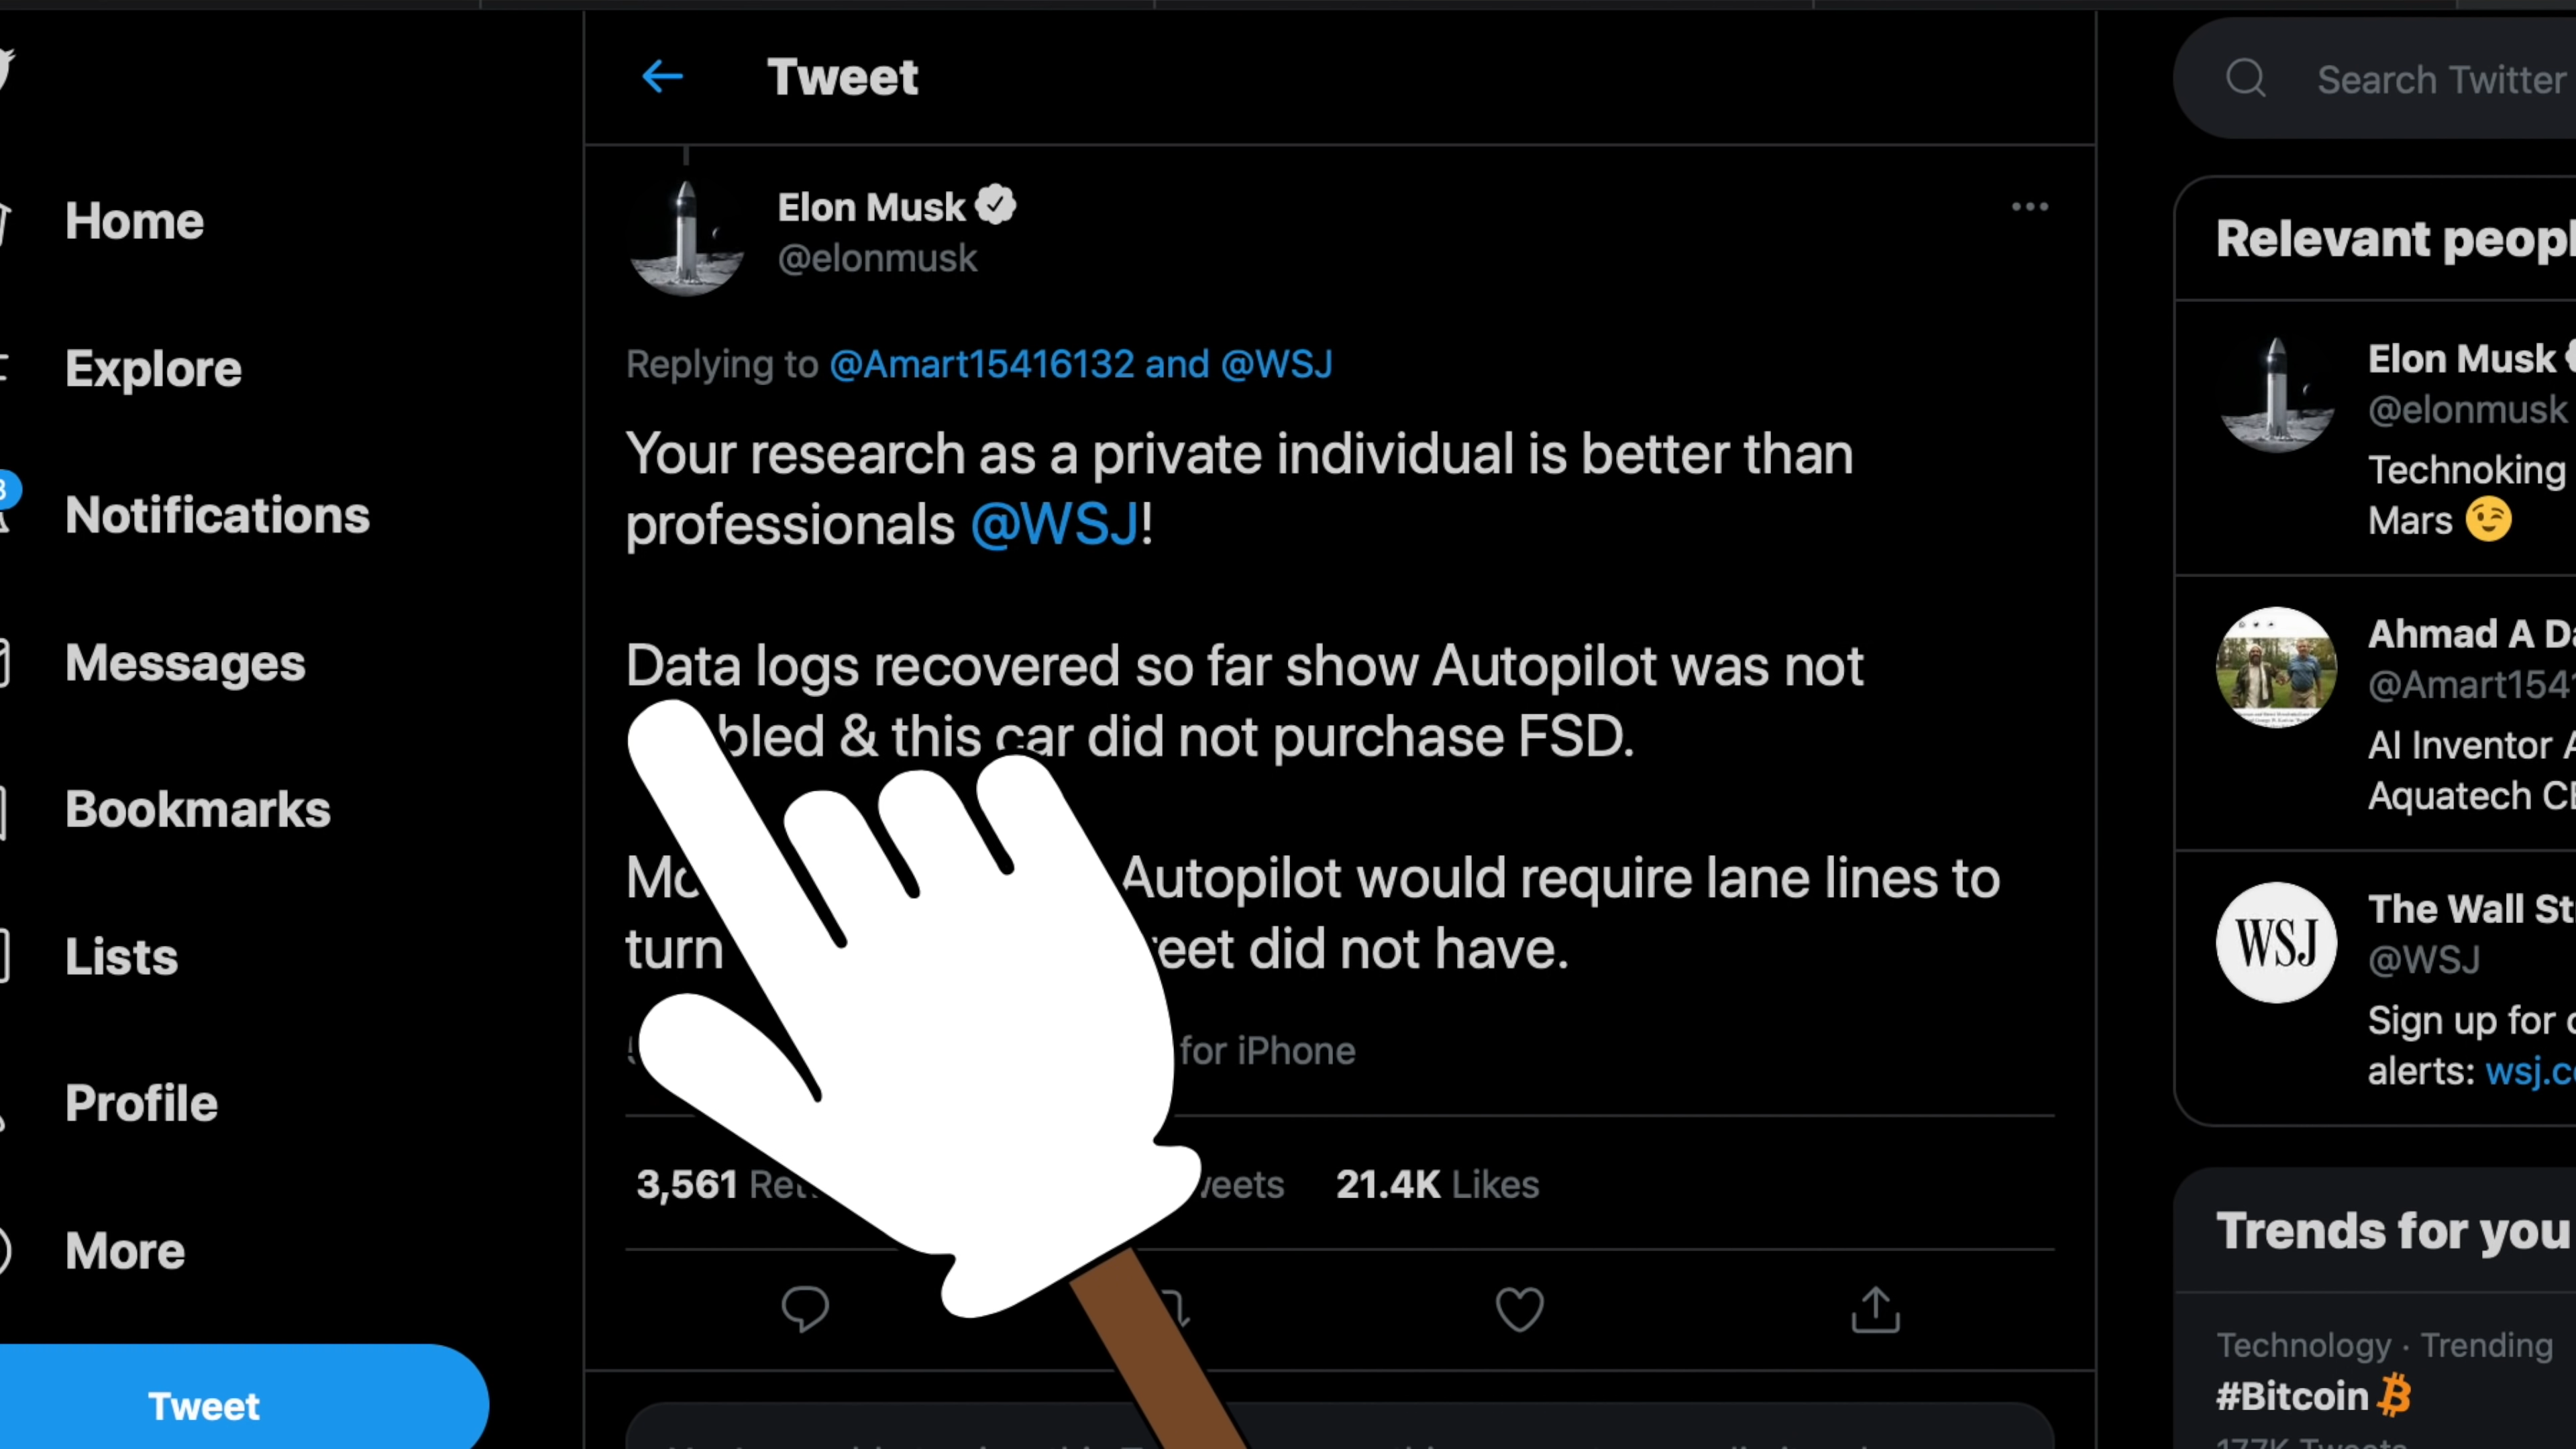 Tweet
Search Twitter
Home
Explore
Notifications
Messages
Bookmarks
Lists
Profile
More
Tweet
Elon Musk
@elonmusk
Replying to @Amart15416132 and @WSJ
Your research as a private individual is better than
professionals @WSJ!
Data logs recovered so far show Autopilot was not
bled & this car did not purchase FSD.
Autopilot would require lane lines to
turn reet did not have.
for iPhone
3,561 21.4K Likes
Relevant peopl
Elon Musk
@elonmusk
Technoking
Mars
Ahmad A
@Amart154
AI Inventor
Aquatech
The Wall St
@WSJ
WSJ
Sign up for
alerts: wsj.c
Trends for you
Technology · Trending
#Bitcoin